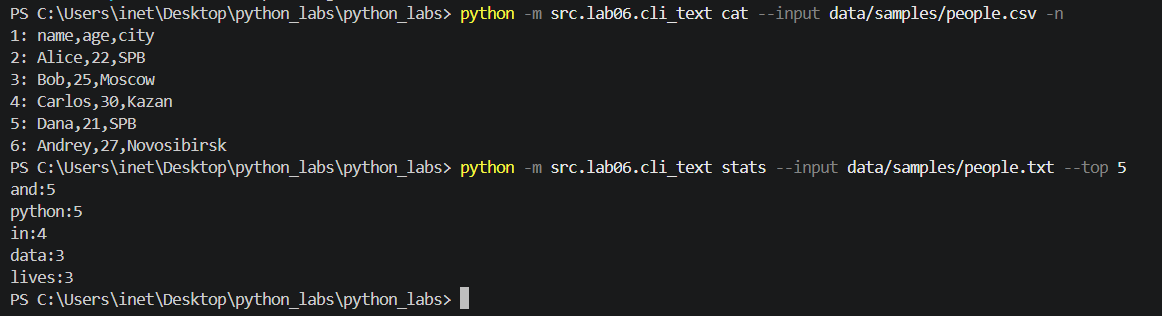 PS C:\Users\inet\Desktop\python_labs\python_labs> python -m src.lab06.cli_text cat --input data/samples/people.csv -n
1: name,age,city
2: Alice,22,SPB
3: Bob,25,Moscow
4: Carlos,30,Kazan
5: Dana,21,SPB
6: Andrey,27,Novosibirsk
PS C:\Users\inet\Desktop\python_labs\python_labs> python -m src.lab06.cli_text stats --input data/samples/people.txt --top 5
and:5
python:5
in:4
data:3
lives:3
PS C:\Users\inet\Desktop\python_labs\python_labs>